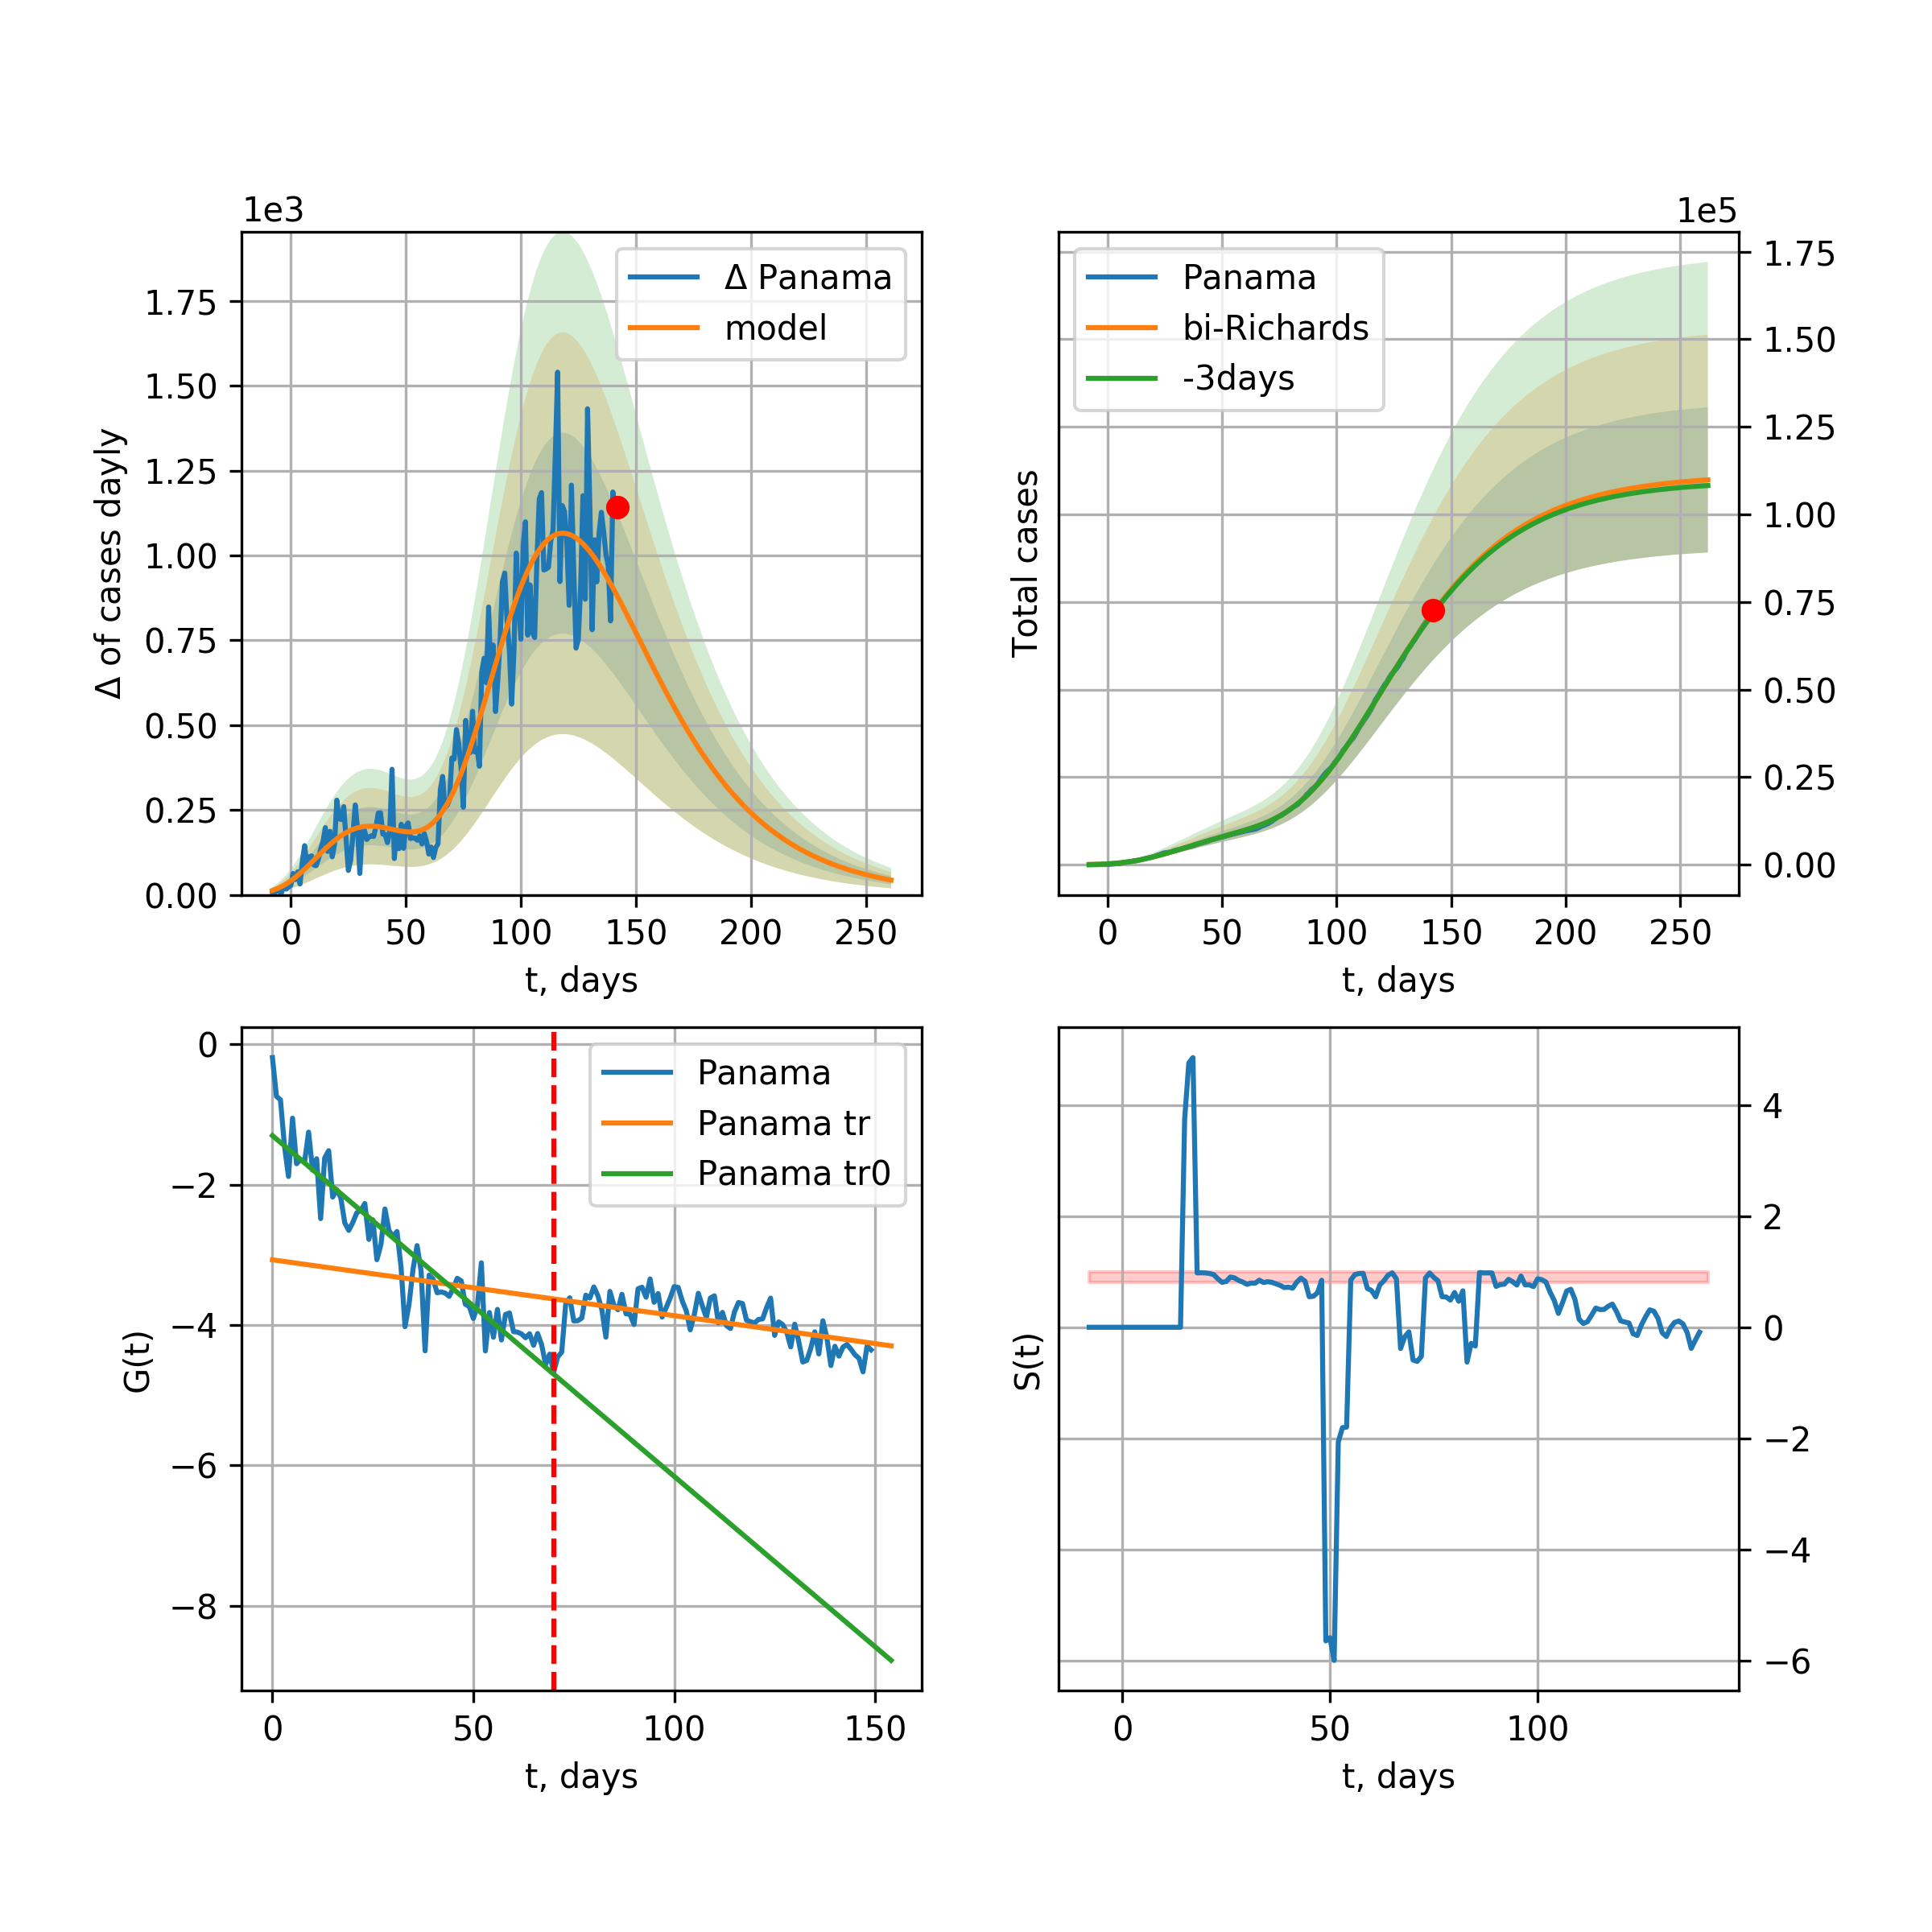 1e3
Δ of cases dayly
1.75
1.50
1.25
1.00
0.75
0.50
0.25
0.00
0 50 100 150 200 250
t, days
Δ Panama
model
1e5
Total cases
1.75
1.50
1.25
1.00
0.75
0.50
0.25
0.00
0 50 100 150 200 250
t, days
Panama
bi-Richards
-3days
G(t)
0
−2
−4
−6
−8
0 50 100 150
t, days
Panama
Panama tr
Panama tr0
S(t)
4
2
0
−2
−4
−6
0 50 100
t, days